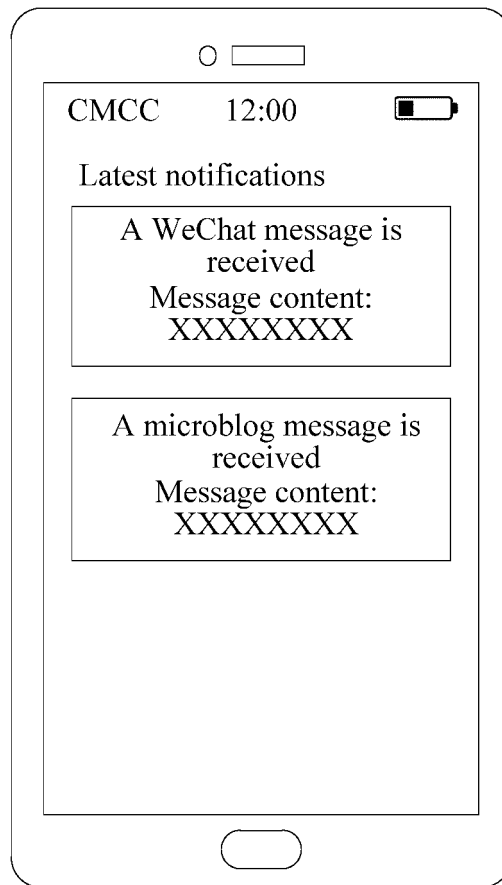 CMCC 12:00
Latest notifications
A WeChat message is
received
Message content:
XXXXXXXX
A microblog message is
received
Message content:
XXXXXXXX